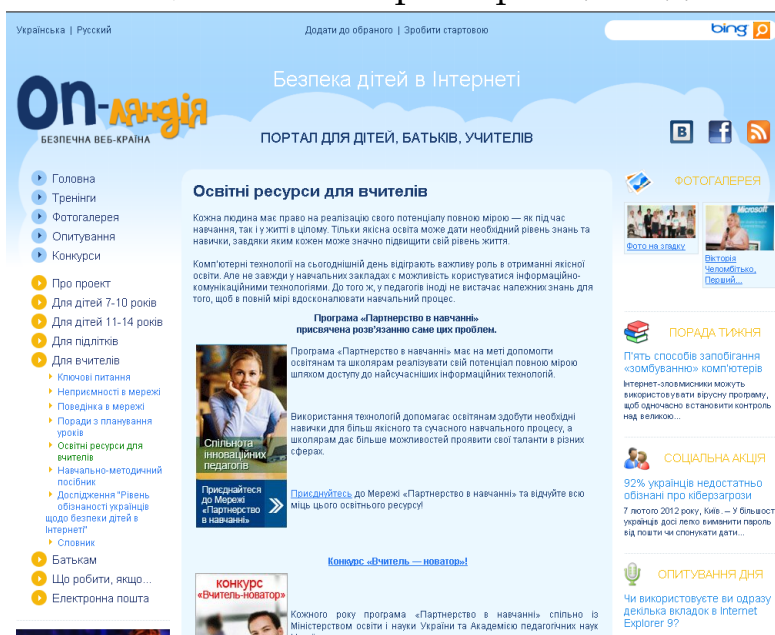 Українська | Русский
Додати до обраного | Зробити стартовою
bing
Безпека дітей в Інтернеті
On-ляндія
БЕЗПЕЧНА ВЕБ-КРАЇНА
ПОРТАЛ ДЛЯ ДІТЕЙ, БАТЬКІВ, УЧИТЕЛІВ
В f
Головна
Тренінги
Фотогалерея
Опитування
Конкурси
Про проект
Для дітей 7-10 років
Для дітей 11-14 років
Для підлітків
Для вчителів
Ключові питання
Неприємності в мережі
Поведінка в мережі
Поради з планування
уроків
Освітні ресурси для
вчителів
Навчально-методичний
посібник
Дослідження "Рівень
обізнаності українців
щодо безпеки дітей в
Інтернеті"
Словник
Батькам
Що робити, якщо...
Електронна пошта
Освітні ресурси для вчителів
Кожна людина має право на реалізацію свого потенціалу повною мірою — як під час
навчання, так і у житті в цілому. Тільки якісна освіта може дати необхідний рівень знань та
навички, завдяки яким кожен може значно підвищити свій рівень життя.
Комп'ютерні технології на сьогоднішній день відіграють важливу роль в отриманні якісної
освіти. Але не завжди у навчальних закладах є можливість користуватися інформаційно-
комунікаційними технологіями. До того ж, у педагогів іноді не вистачає належних знань для
того, щоб в повній мірі вдосконалювати навчальний процес.
Програма «Партнерство в навчанні»
присвячена розв'язанню саме цих проблем.
Програма «Партнерство в навчанні» має на меті допомогти
освітянам та школярам реалізувати свій потенціал повною мірою
шляхом доступу до найсучасніших інформаційних технологій.
Використання технологій допомагає освітянам здобути необхідні
навички для більш якісного та сучасного навчального процесу, а
школярам дає більше можливостей проявити свої таланти в різних
сферах.
Приєднуйтесь до Мережі «Партнерство в навчанні» та відчуйте всю
міць цього освітнього ресурсу!
Спільнота
інноваційних
педагогів
Приєднайтеся
до Мережі
«Партнерство
в навчанні»
Конкурс «Вчитель — новатор»!
КОНКУРС
«Вчитель-новатор»
Кожного року програма «Партнерство в навчанні» спільно із
Міністерством освіти і науки України та Академією педагогічних наук
ФОТОГАЛЕРЕЯ
Microsoft
Фото на згадку
Вікторія
Челомбітько,
Перший...
ПОРАДА ТИЖНЯ
П'ять способів запобігання
«зомбуванню» комп'ютерів
Інтернет-зловмисники можуть
використовувати вірусну програму,
щоб одночасно встановити контроль
над великою...
СОЦІАЛЬНА АКЦІЯ
92% українців недостатньо
обізнані про кіберзагрози
7 лютого 2012 року, Київ. – У більшост
українців досі легко виманити пароль
від пошти чи спонукати дати...
ОПИТУВАННЯ ДНЯ
Чи використовуєте ви одразу
декілька вкладок в Internet
Explorer 9?